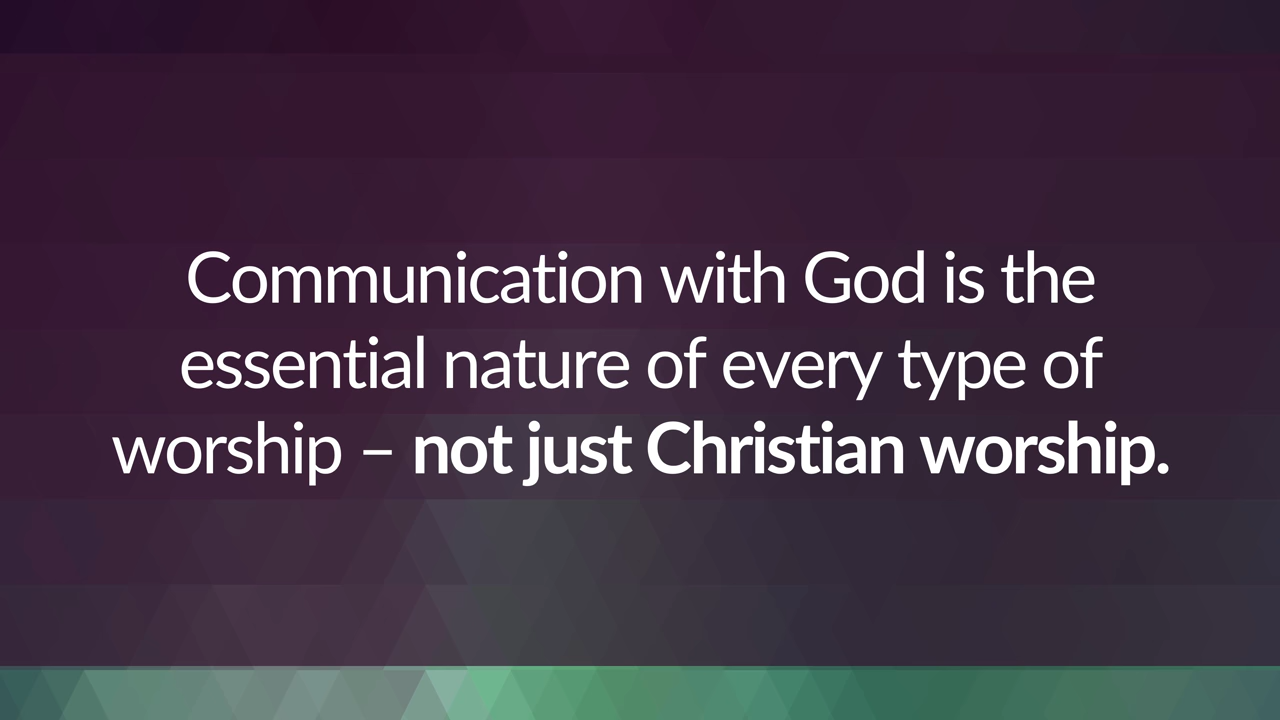 Communication with God is the
essential nature of every type of
worship – not just Christian worship.